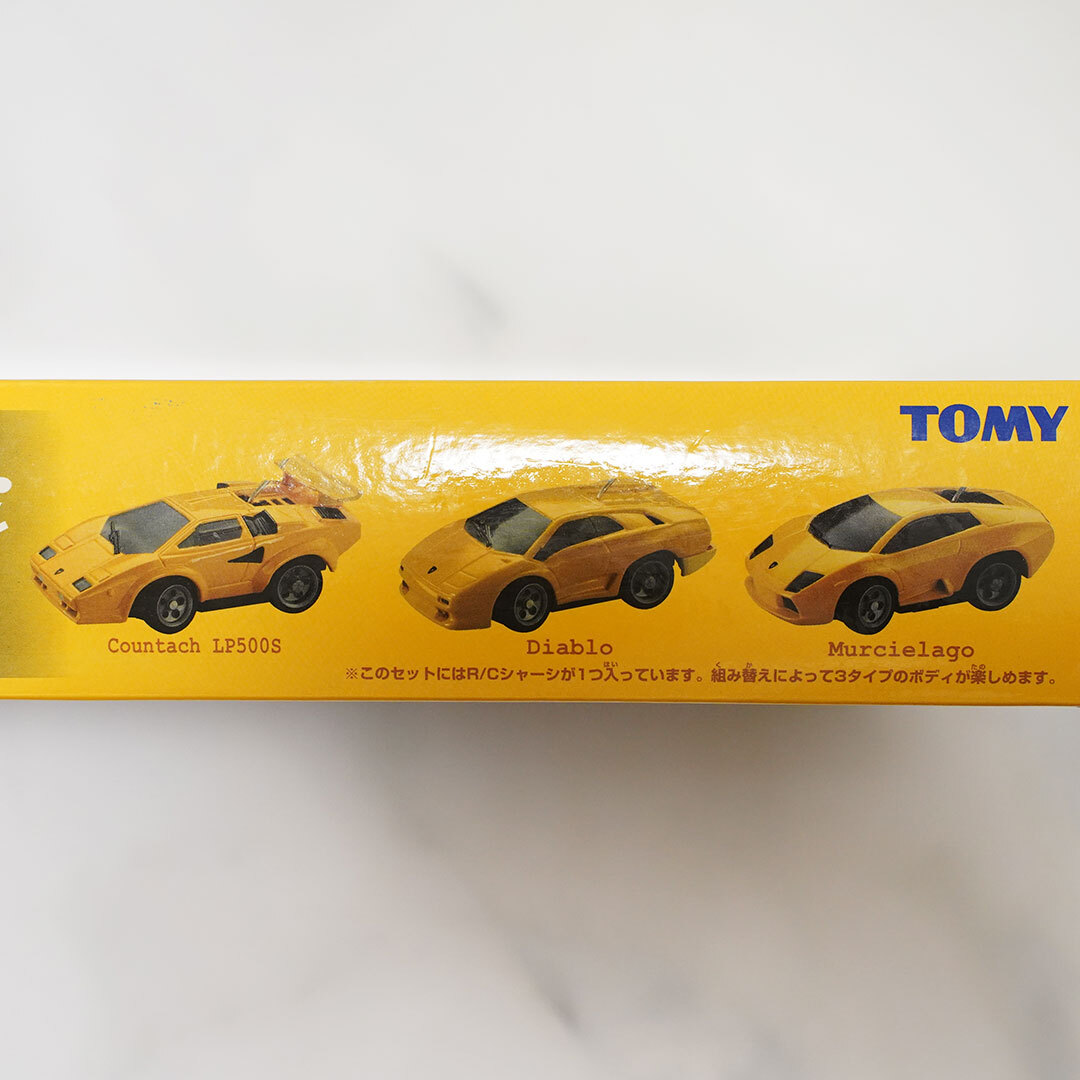 TOMY
Countach LP500S
Diablo
Murcielago
※このセットにはR/Cシャーシが1つ入っています。組み替えによって3タイプのボディが楽しめます。